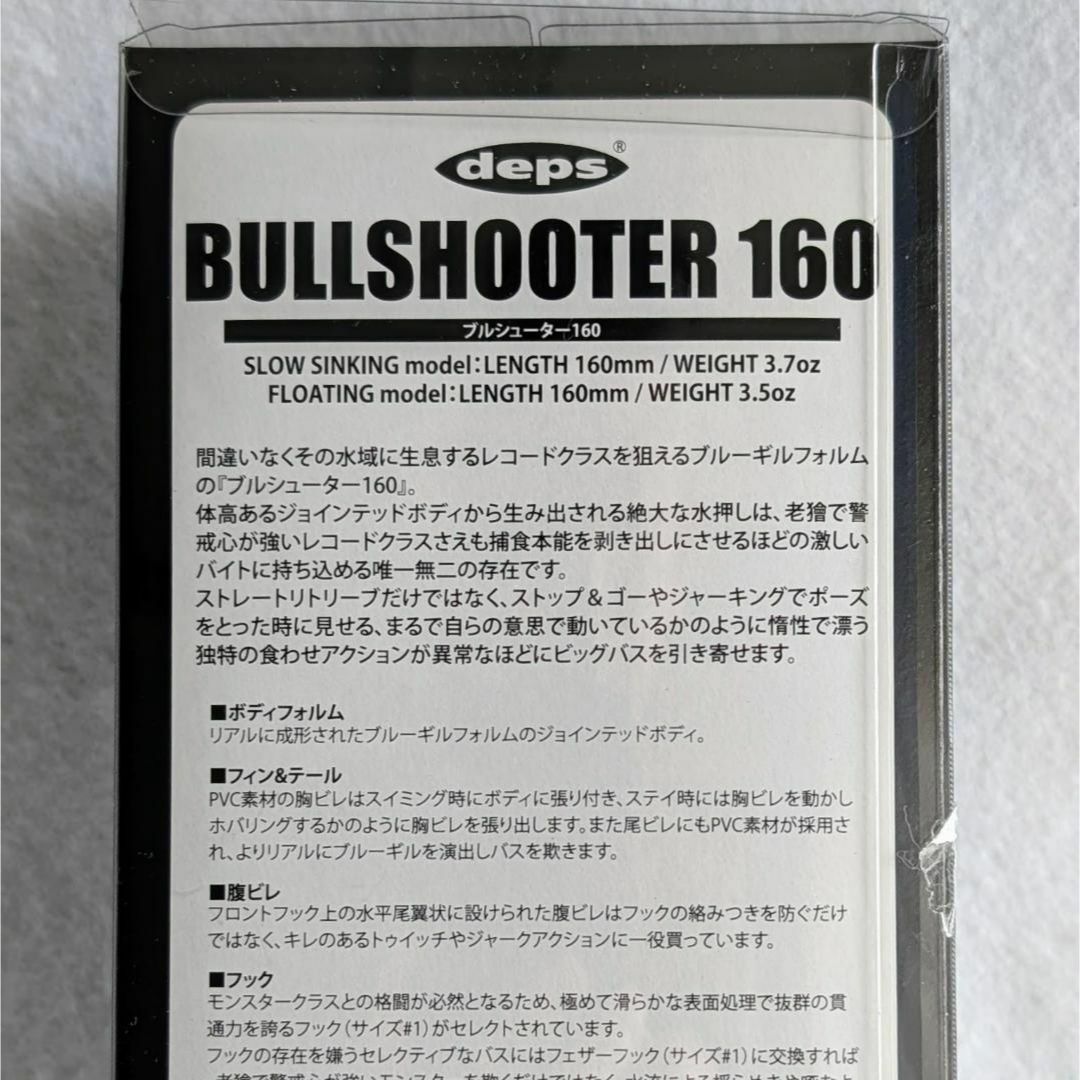 deps®
BULLSHOOTER 160
ブルシューター160
SLOW SINKING model:LENGTH 160mm / WEIGHT 3.7oz
FLOATING model:LENGTH 160mm / WEIGHT 3.5oz
間違いなくその水域に生息するレコードクラスを狙えるブルーギルフォルム
の『ブルシューター160』。
体高あるジョインテッドボディから生み出される絶大な水押しは、老獪で警
戒心が強いレコードクラスさえも捕食本能を剥き出しにさせるほどの激しい
バイトに持ち込める唯一無二の存在です。
ストレートリトリーブだけではなく、ストップ＆ゴーやジャーキングでポーズ
をとった時に見せる、まるで自らの意思で動いているかのように惰性で漂う
独特の食わせアクションが異常なほどにビッグバスを引き寄せます。
■ボディフォルム
リアルに成形されたブルーギルフォルムのジョインテッドボディ。
■フィン&テール
PVC素材の胸ビレはスイミング時にボディに張り付き、ステイ時には胸ビレを動かし
ホバリングするかのように胸ビレを張り出します。また尾ビレにもPVC素材が採用さ
れ、よりリアルにブルーギルを演出しバスを欺きます。
■腹ビレ
フロントフック上の水平尾翼状に設けられた腹ビレはフックの絡みつきを防ぐだけ
ではなく、キレのあるトゥイッチやジャークアクションに一役買っています。
■フック
モンスタークラスとの格闘が必然となるため、極めて滑らかな表面処理で抜群の貫
通力を誇るフック（サイズ#1）がセレクトされています。
フックの存在を嫌うセレクティブなバスにはフェザーフック（サイズ#1）に交換すれば